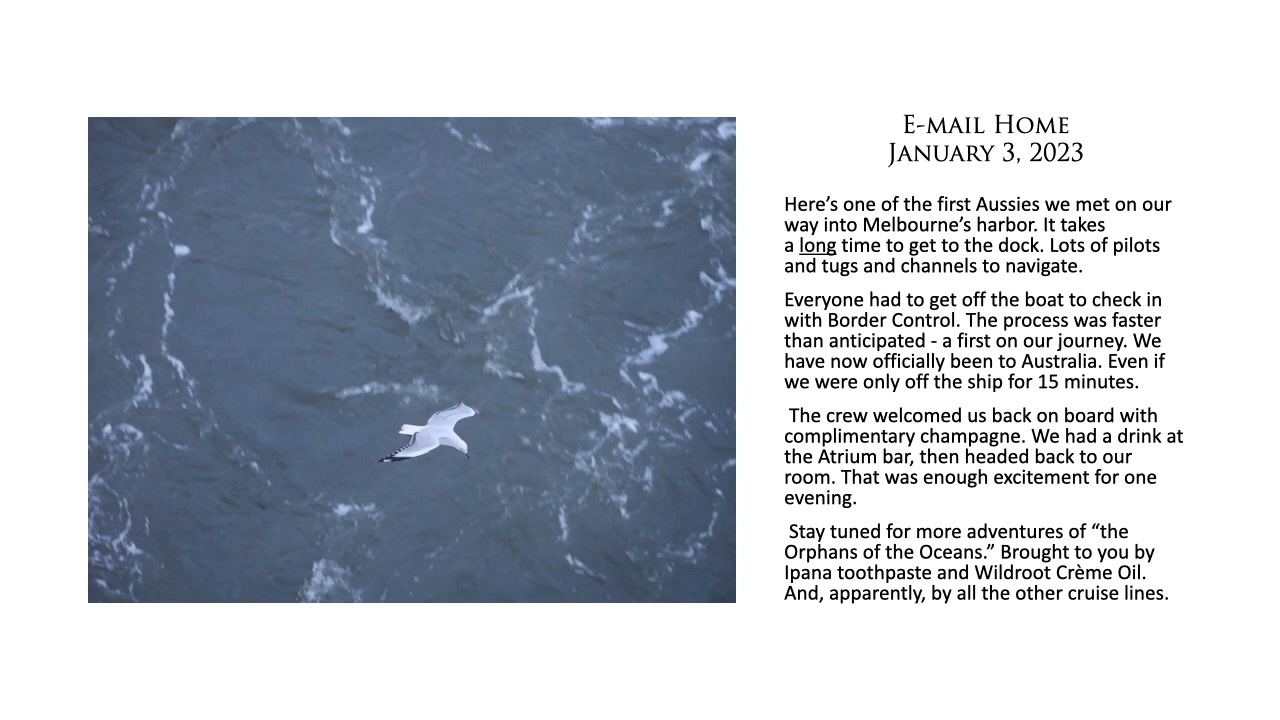 E-mail Home
January 3, 2023
Here’s one of the first Aussies we met on our
way into Melbourne’s harbor. It takes
a long time to get to the dock. Lots of pilots
and tugs and channels to navigate.
Everyone had to get off the boat to check in
with Border Control. The process was faster
than anticipated - a first on our journey. We
have now officially been to Australia. Even if
we were only off the ship for 15 minutes.
The crew welcomed us back on board with
complimentary champagne. We had a drink at
the Atrium bar, then headed back to our
room. That was enough excitement for one
evening.
Stay tuned for more adventures of “the
Orphans of the Oceans.” Brought to you by
Ipana toothpaste and Wildroot Crème Oil.
And, apparently, by all the other cruise lines.